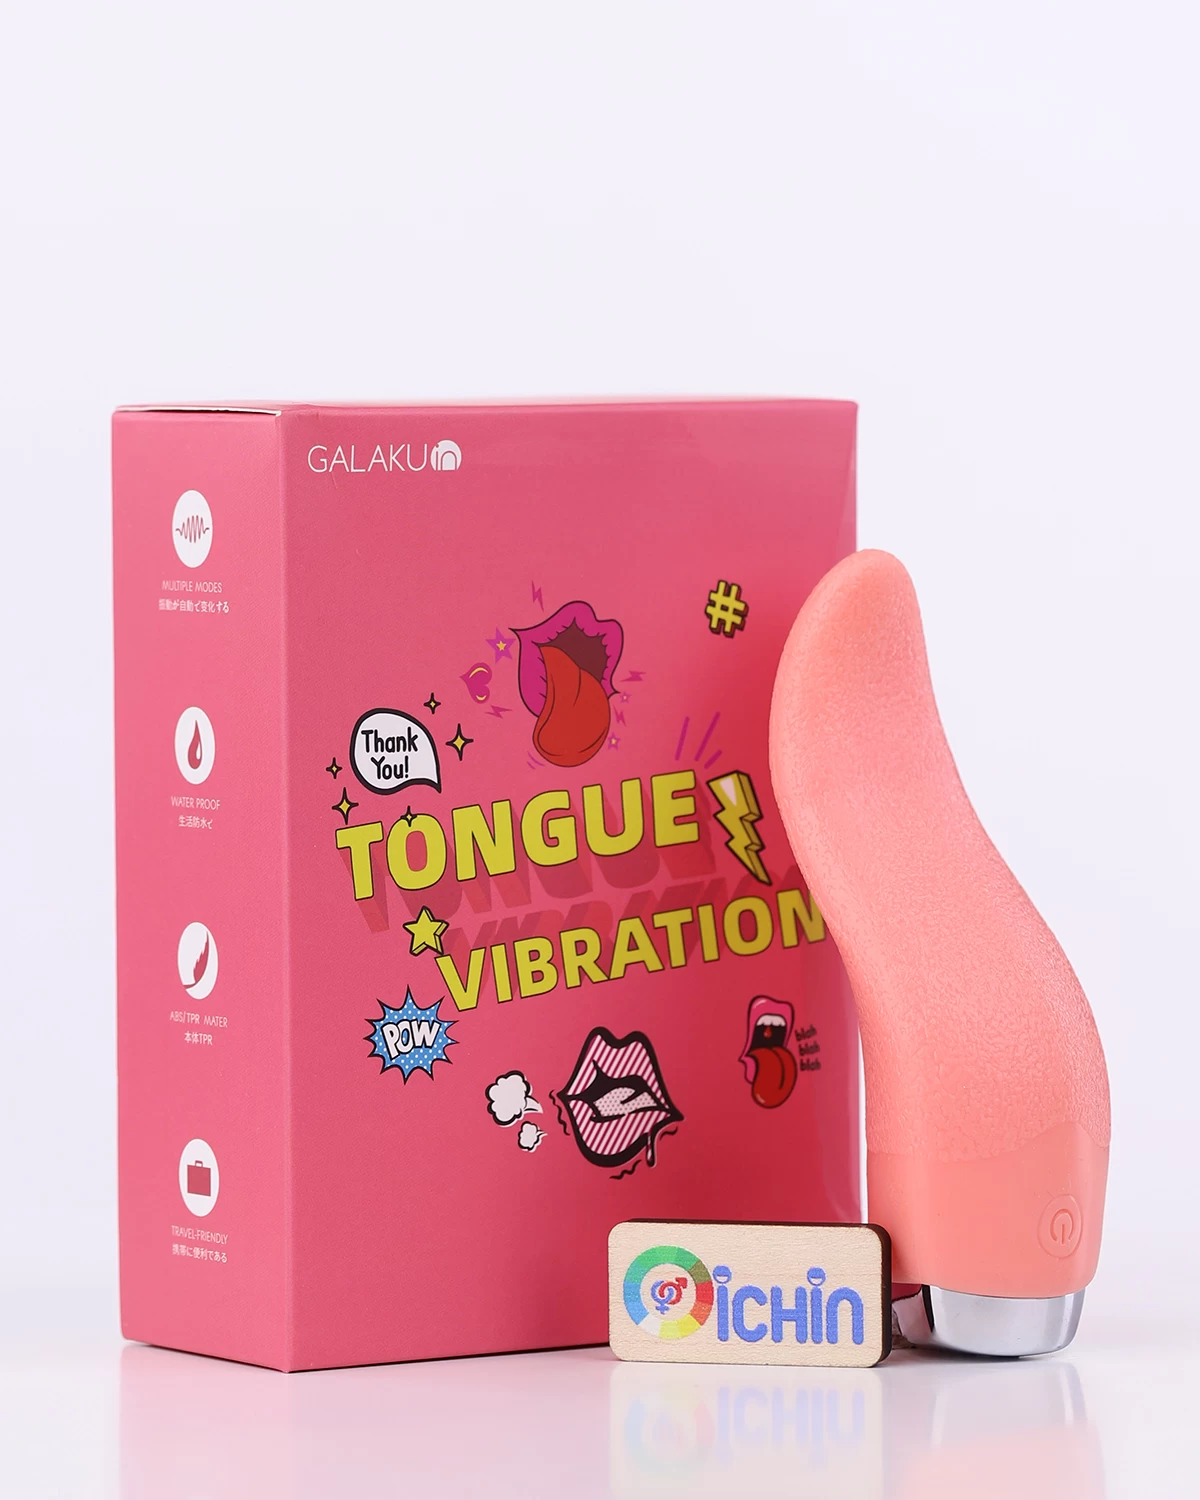 GALAKU in
MULTIPLE MODES
振動が自動で変化する
WATER PROOF
生活防水で
ABS/TPR MATER
本体TPR
TRAVEL-FRIENDLY
携帯に便利である
#
Thank
You!
TONGUE
VIBRATION
POW
blah
blah
blah
ichin